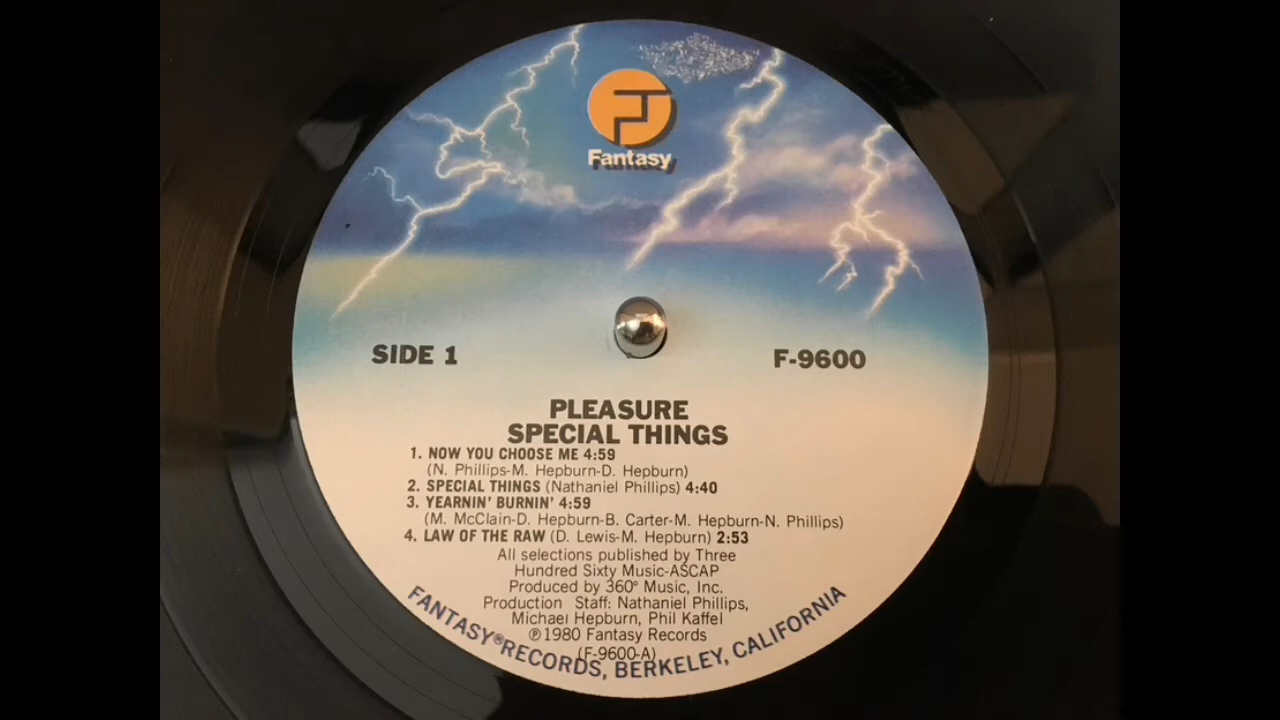 Fantasy
SIDE 1
F-9600
PLEASURE
SPECIAL THINGS
1. NOW YOU CHOOSE ME 4:59
(N. Phillips-M. Hepburn-D. Hepburn)
2. SPECIAL THINGS (Nathaniel Phillips) 4:40
3. YEARNIN' BURNIN' 4:59
(M. McClain-D. Hepburn-B. Carter-M. Hepburn-N. Phillips)
4. LAW OF THE RAW (D. Lewis-M. Hepburn) 2:53
All selections published by Three
Hundred Sixty Music-ASCAP
Produced by 360° Music, Inc.
Production Staff: Nathaniel Phillips,
Michael Hepburn, Phil Kaffel
℗1980 Fantasy Records
(F-9600-A)
FANTASY® RECORDS, BERKELEY, CALIFORNIA